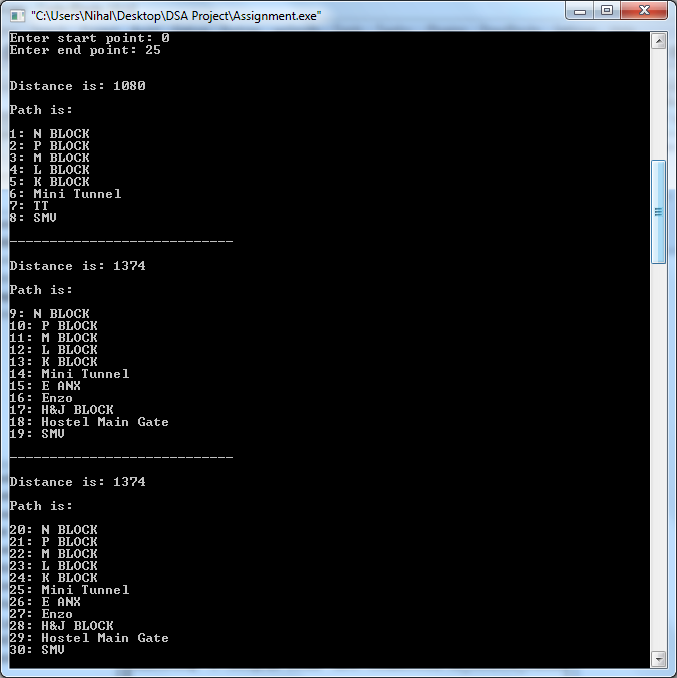 "C:\Users\Nihal\Desktop\DSA Project\Assignment.exe"
Enter start point: 0
Enter end point: 25
Distance is: 1080
Path is:
1: N BLOCK
2: P BLOCK
3: M BLOCK
4: L BLOCK
5: K BLOCK
6: Mini Tunnel
7: TT
8: SMV
----------------------------
Distance is: 1374
Path is:
9: N BLOCK
10: P BLOCK
11: M BLOCK
12: L BLOCK
13: K BLOCK
14: Mini Tunnel
15: E ANX
16: Enzo
17: H&J BLOCK
18: Hostel Main Gate
19: SMV
----------------------------
Distance is: 1374
Path is:
20: N BLOCK
21: P BLOCK
22: M BLOCK
23: L BLOCK
24: K BLOCK
25: Mini Tunnel
26: E ANX
27: Enzo
28: H&J BLOCK
29: Hostel Main Gate
30: SMV